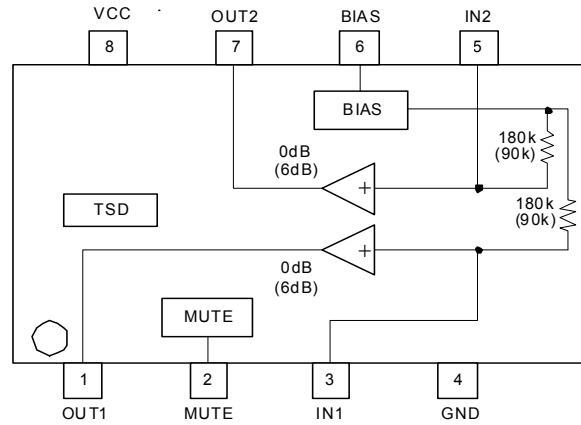 VCC
OUT2
BIAS
IN2
8
7
6
5
BIAS
0dB
(6dB)
180k
(90k)
TSD
180k
(90k)
+
+
0dB
(6dB)
MUTE
1
2
3
4
OUT1
MUTE
IN1
GND